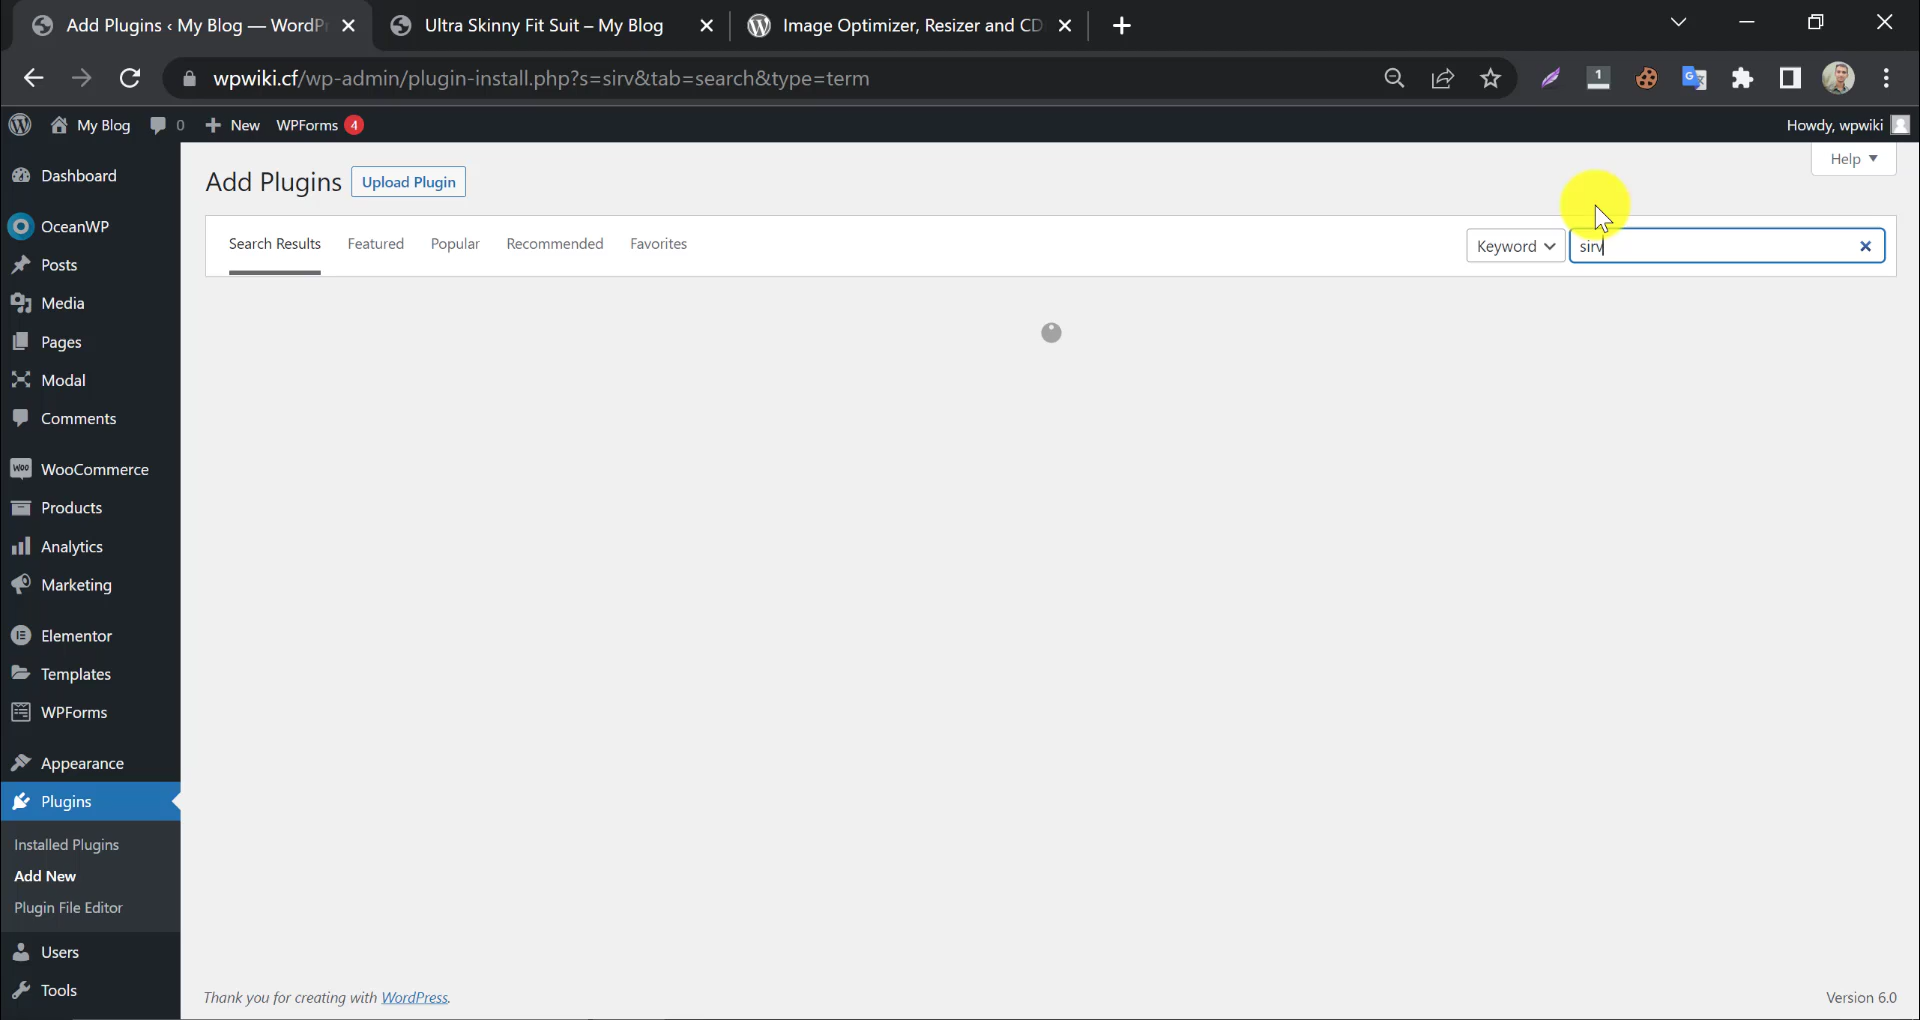 Add Plugins ‹ My Blog — WordPr
Ultra Skinny Fit Suit – My Blog
Image Optimizer, Resizer and CD
wpwiki.cf/wp-admin/plugin-install.php?s=sirv&tab=search&type=term
1
My Blog
0
New
WPForms 4
Howdy, wpwiki
Help
Dashboard
OceanWP
Posts
Media
Pages
Modal
Comments
WooCommerce
Products
Analytics
Marketing
Elementor
Templates
WPForms
Appearance
Plugins
Installed Plugins
Add New
Plugin File Editor
Users
Tools
Add Plugins
Upload Plugin
Search Results
Featured
Popular
Recommended
Favorites
Keyword
sirv
Thank you for creating with WordPress.
Version 6.0